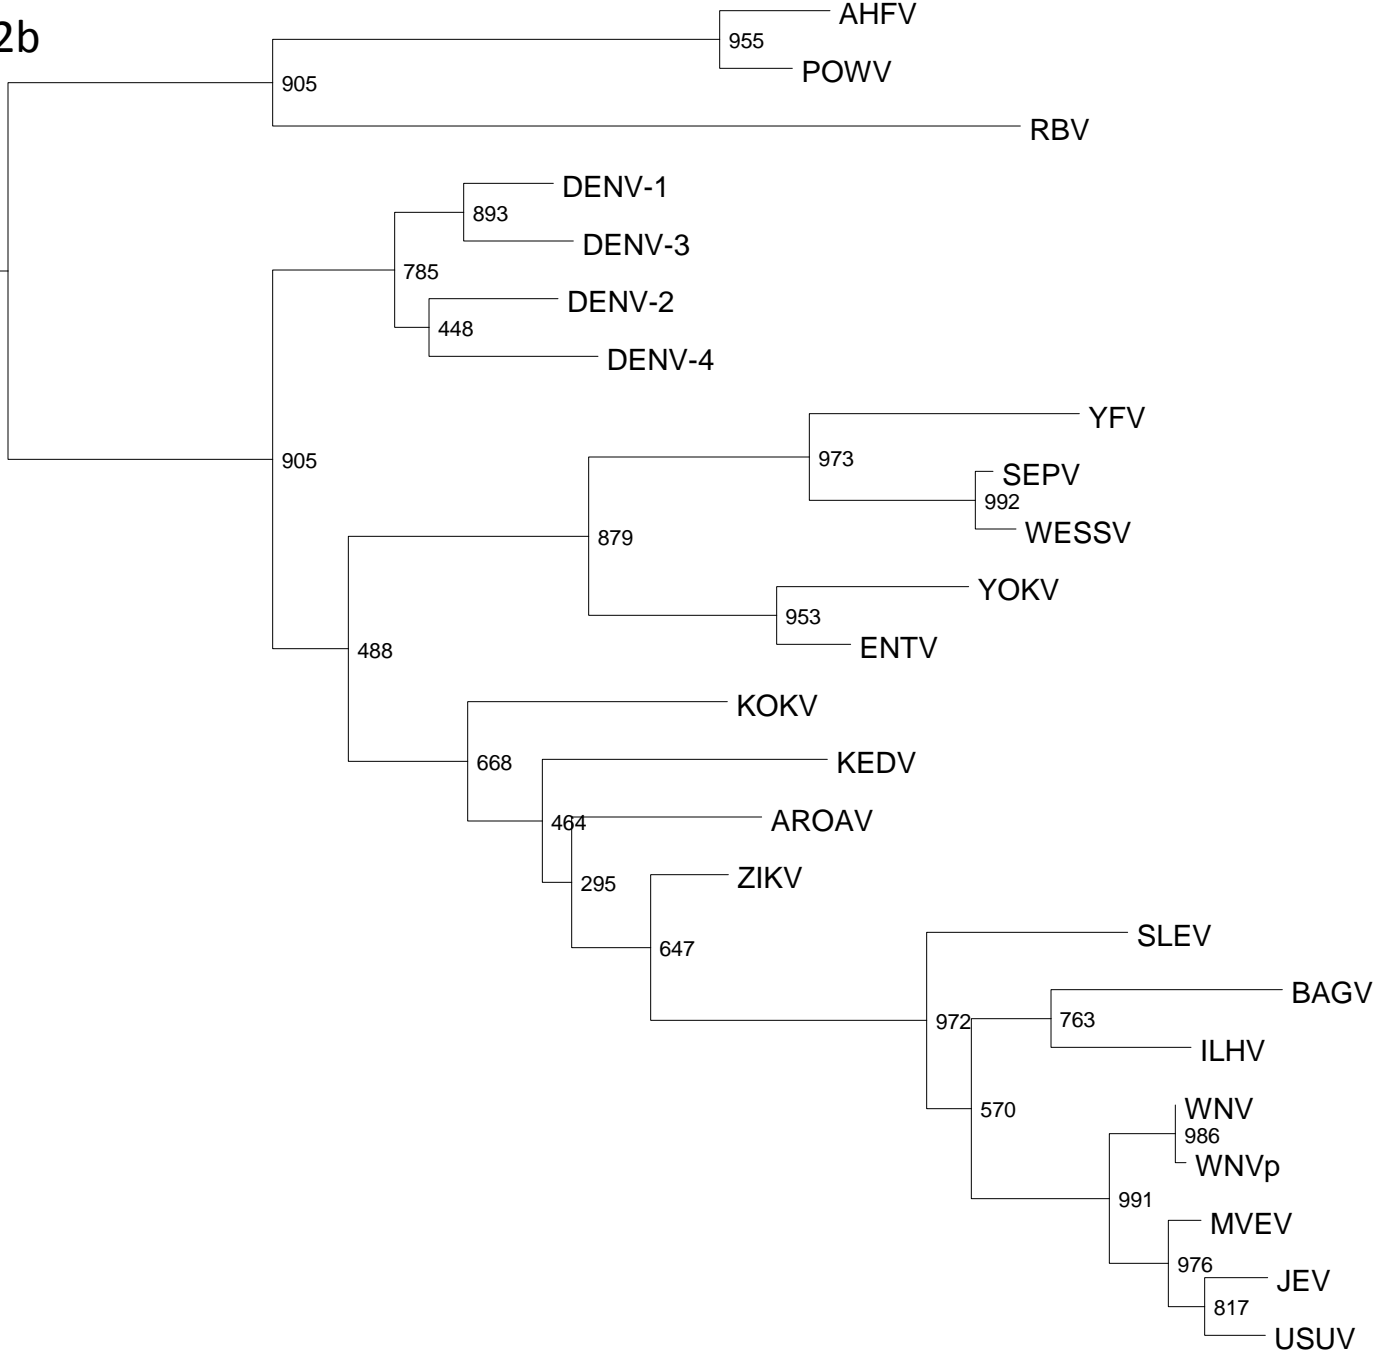 2b
AHFV
955
POWV
905
RBV
DENV-1
893
DENV-3
785
DENV-2
448
DENV-4
YFV
905
973
SEPV
992
WESSV
879
YOKV
953
ENTV
488
KOKV
668
KEDV
464
AROAV
295
ZIKV
647
SLEV
BAGV
972
763
ILHV
570
WNV
986
WNVp
991
MVEV
976
JEV
817
USUV